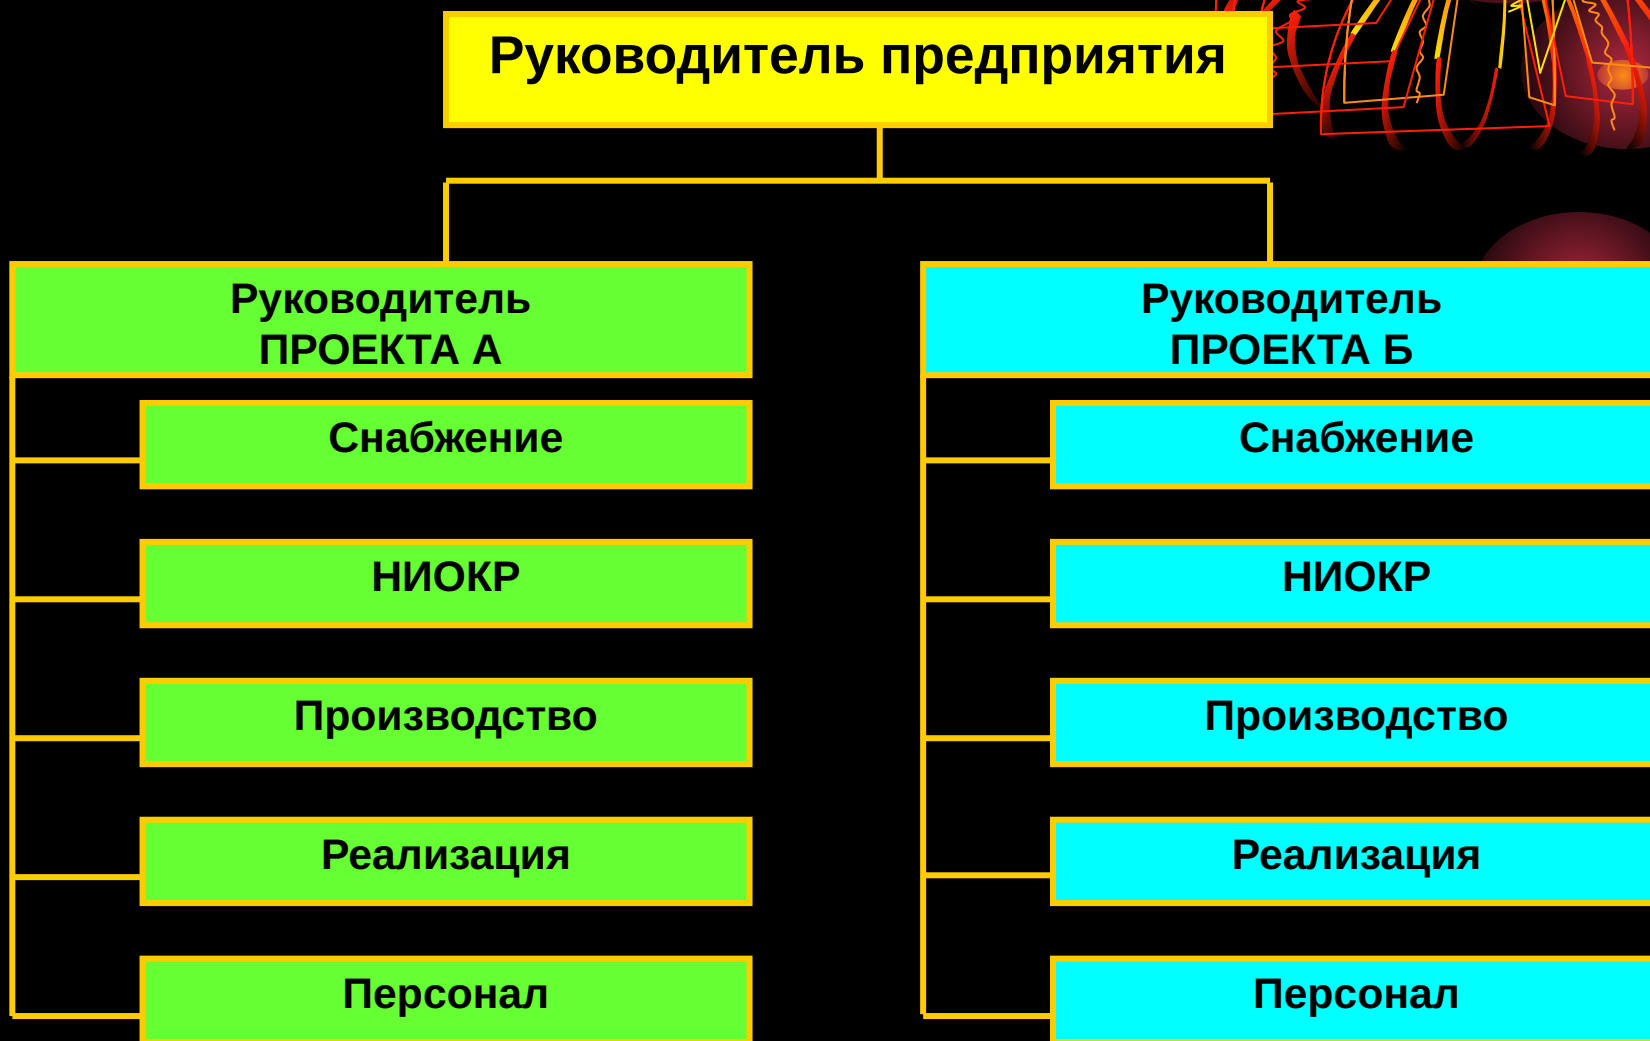 Руководитель предприятия
Руководитель
ПРОЕКТА А
Снабжение
НИОКР
Производство
Реализация
Персонал
Руководитель
ПРОЕКТА Б
Снабжение
НИОКР
Производство
Реализация
Персонал